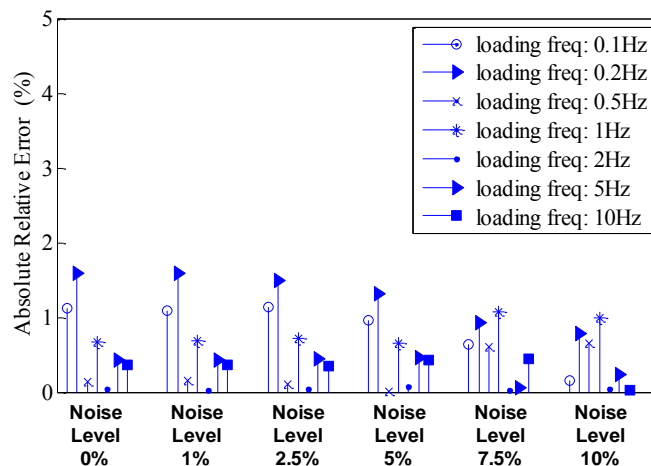 5
4
3
2
1
0
Absolute Relative Error (%)
loading freq: 0.1Hz
loading freq: 0.2Hz
loading freq: 0.5Hz
loading freq: 1Hz
loading freq: 2Hz
loading freq: 5Hz
loading freq: 10Hz
Noise Level 0%
Noise Level 1%
Noise Level 2.5%
Noise Level 5%
Noise Level 7.5%
Noise Level 10%